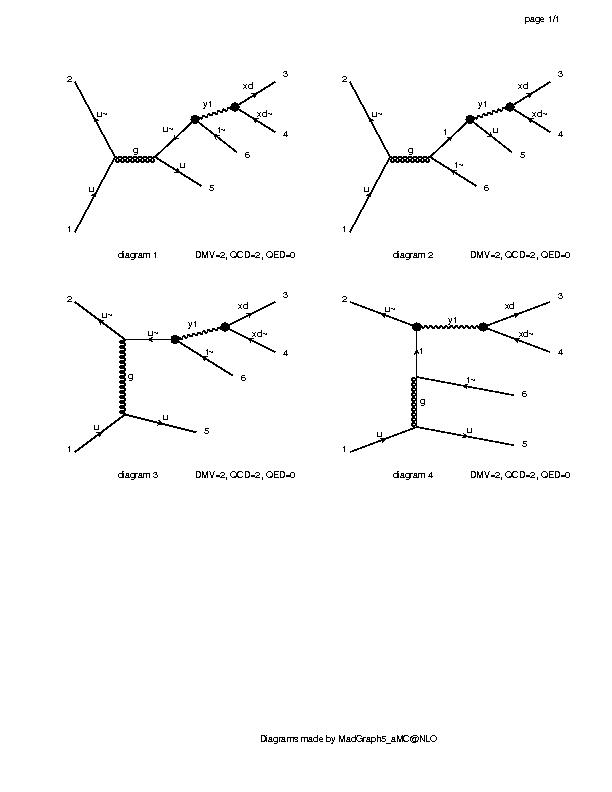 page 1/1
2
u~
u
1
g
u~
y1
xd
3
xd~
4
t~
6
u
5
diagram 1 DMV=2, QCD=2, QED=0
2
u~
u
1
g
t
y1
xd
3
xd~
4
u
5
t~
6
diagram 2 DMV=2, QCD=2, QED=0
2
u~
u~
y1
xd
3
xd~
4
t~
6
g
u
1
u
5
diagram 3 DMV=2, QCD=2, QED=0
2
u~
y1
xd
3
xd~
4
t
t~
6
g
u
1
u
5
diagram 4 DMV=2, QCD=2, QED=0
Diagrams made by MadGraph5_aMC@NLO